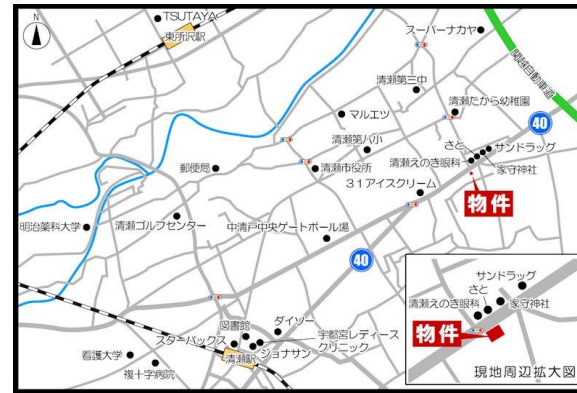 N
TSUTAYA
東所沢駅
スーパーナカヤ
関越自動車道
清瀬第三中
マルエツ
清瀬たから幼稚園
40
清瀬第八小
さと
サンドラッグ
郵便局
清瀬市役所
清瀬えのき眼科
家守神社
31アイスクリーム
物件
明治薬科大学
清瀬ゴルフセンター
中清戸中央ゲートボール場
40
サンドラッグ
さと
清瀬えのき眼科
家守神社
物件
現地周辺拡大図
図書館
ダイソー
スターバックス
宇都宮レディース
クリニック
ジョナサン
清瀬駅
看護大学
複十字病院